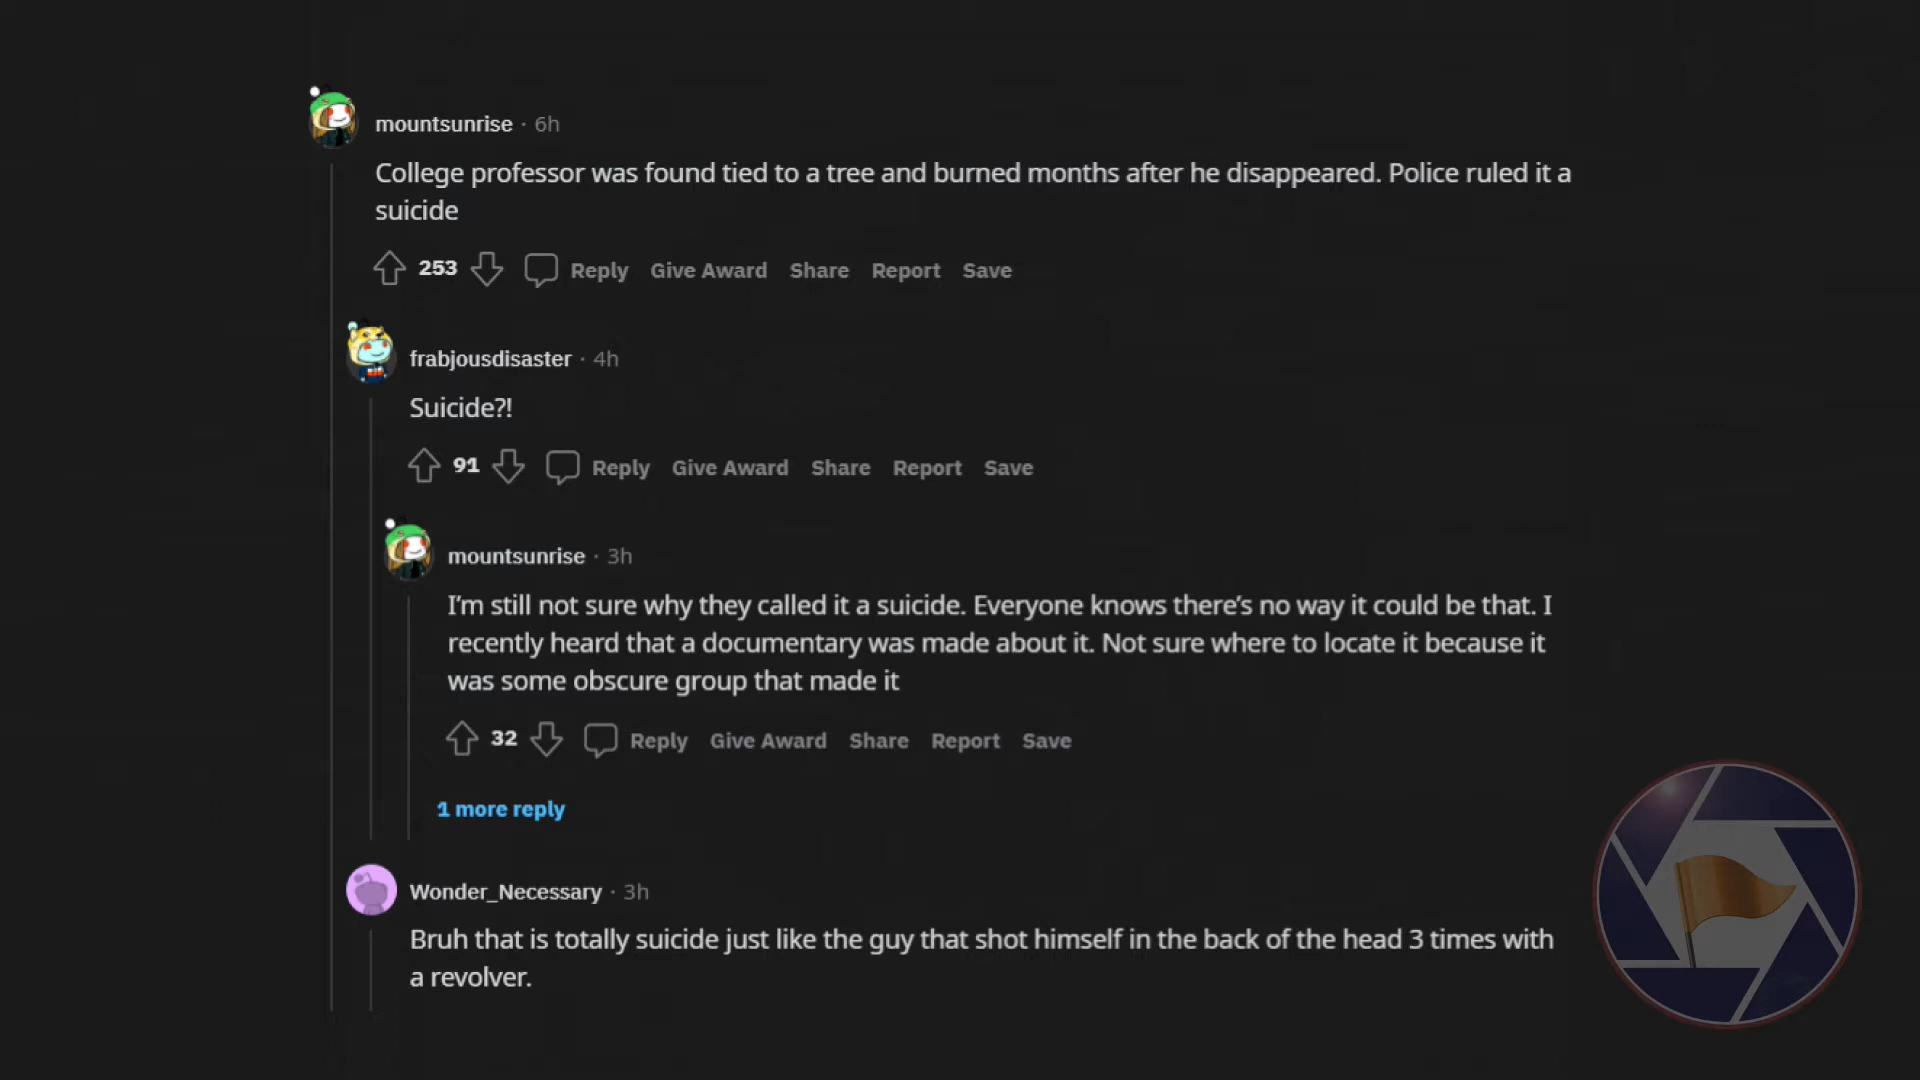 mountsunrise · 6h
College professor was found tied to a tree and burned months after he disappeared. Police ruled it a
suicide
253 Reply Give Award Share Report Save
frabjousdisaster · 4h
Suicide?!
91 Reply Give Award Share Report Save
mountsunrise · 3h
I'm still not sure why they called it a suicide. Everyone knows there's no way it could be that. I
recently heard that a documentary was made about it. Not sure where to locate it because it
was some obscure group that made it
32 Reply Give Award Share Report Save
1 more reply
Wonder_Necessary · 3h
Bruh that is totally suicide just like the guy that shot himself in the back of the head 3 times with
a revolver.